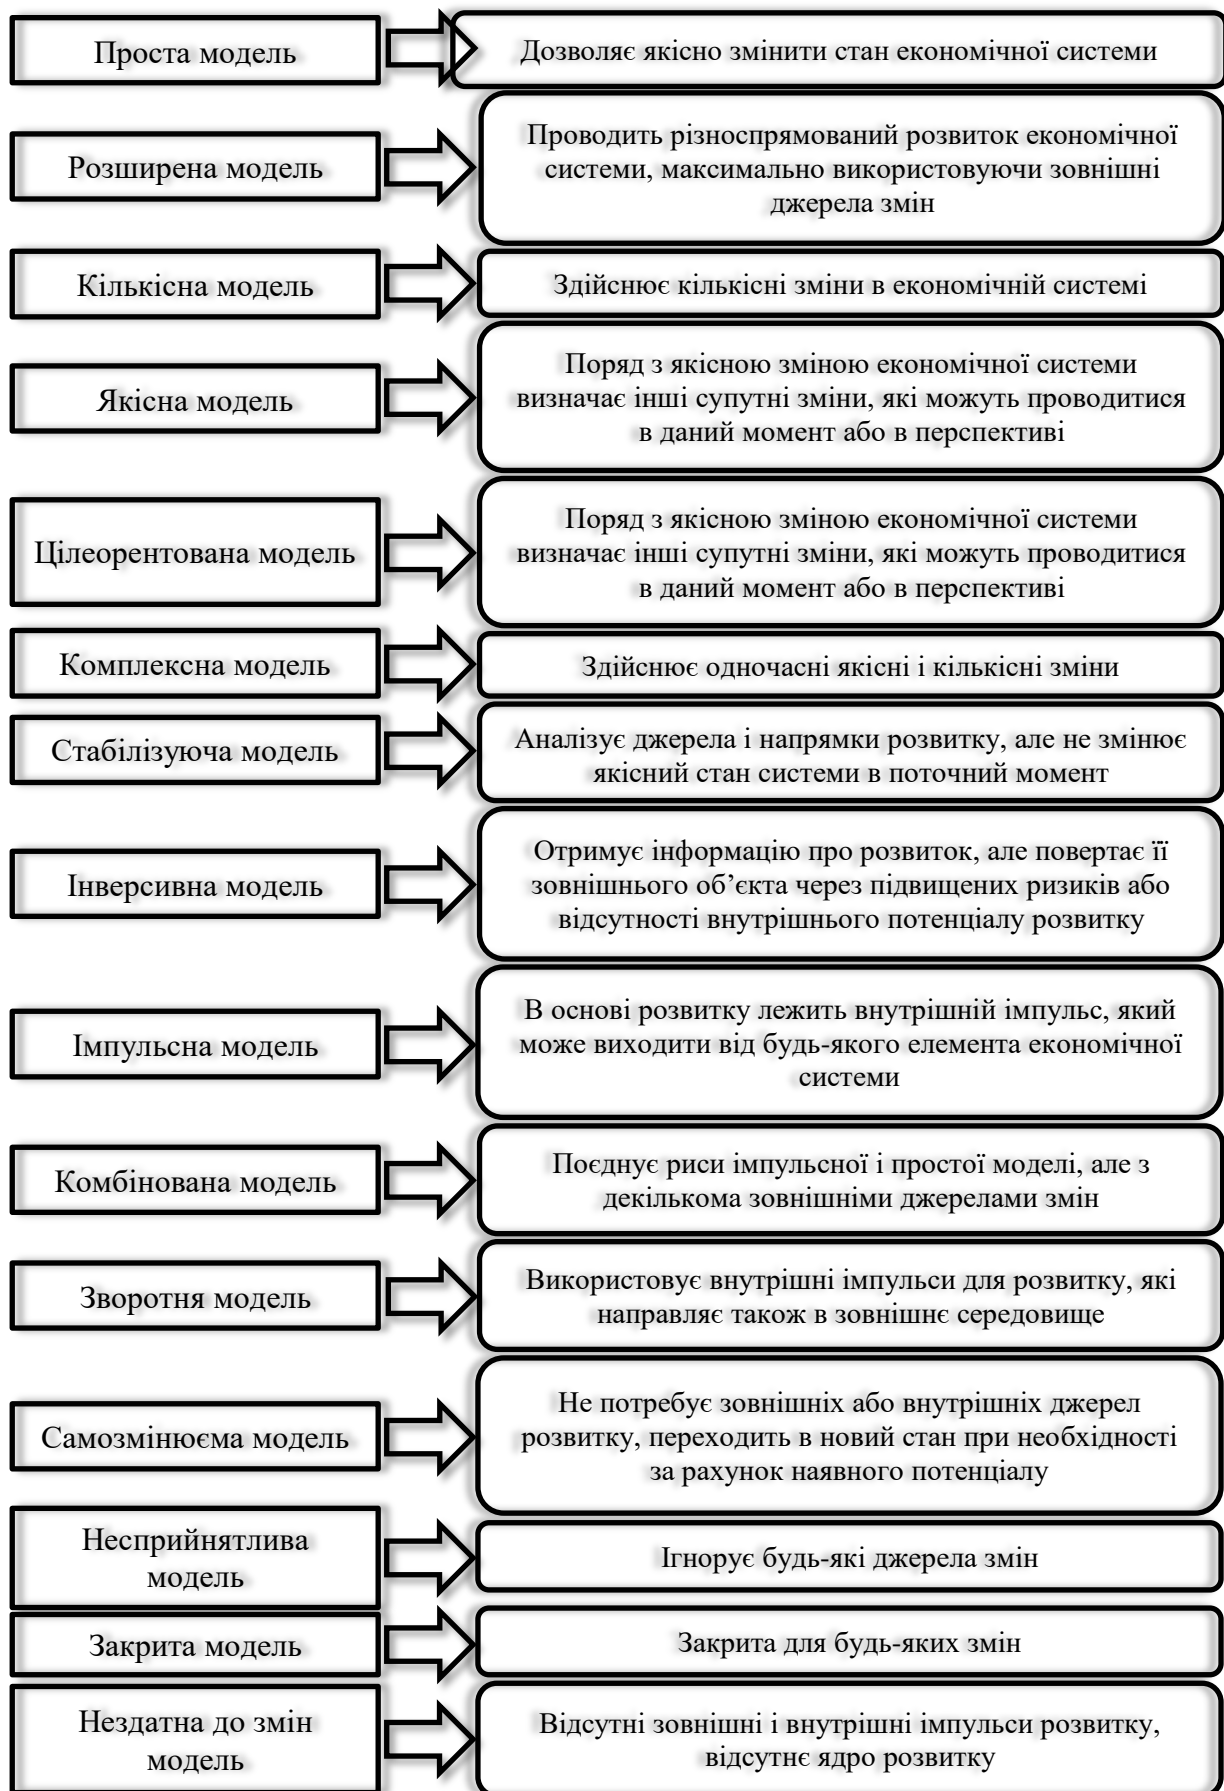 Проста модель
Дозволяє якісно змінити стан економічної системи
Розширена модель
Проводить різноспрямований розвиток економічної
системи, максимально використовуючи зовнішні
джерела змін
Кількісна модель
Здійснює кількісні зміни в економічній системі
Якісна модель
Поряд з якісною зміною економічної системи
визначає інші супутні зміни, які можуть проводитися
в даний момент або в перспективі
Цілеорентована модель
Поряд з якісною зміною економічної системи
визначає інші супутні зміни, які можуть проводитися
в даний момент або в перспективі
Комплексна модель
Здійснює одночасні якісні і кількісні зміни
Стабілізуюча модель
Аналізує джерела і напрямки розвитку, але не змінює
якісний стан системи в поточний момент
Інверсивна модель
Отримує інформацію про розвиток, але повертає її
зовнішнього об’єкта через підвищених ризиків або
відсутності внутрішнього потенціалу розвитку
Імпульсна модель
В основі розвитку лежить внутрішній імпульс, який
може виходити від будь-якого елемента економічної
системи
Комбінована модель
Поєднує риси імпульсної і простої моделі, але з
декількома зовнішніми джерелами змін
Зворотня модель
Використовує внутрішні імпульси для розвитку, які
направляє також в зовнішнє середовище
Самозмінюєма модель
Не потребує зовнішніх або внутрішніх джерел
розвитку, переходить в новий стан при необхідності
за рахунок наявного потенціалу
Несприйнятлива
модель
Ігнорує будь-які джерела змін
Закрита модель
Закрита для будь-яких змін
Нездатна до змін
модель
Відсутні зовнішні і внутрішні імпульси розвитку,
відсутнє ядро розвитку